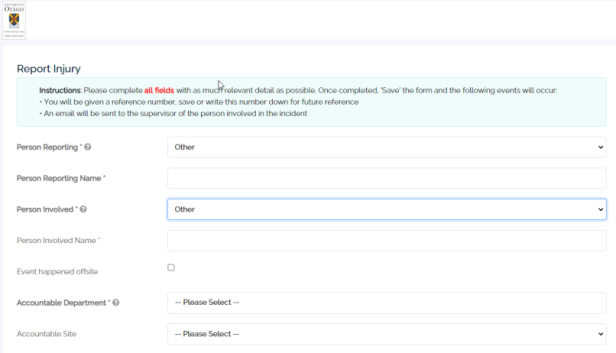 OTAGO
Report Injury
Instructions: Please complete all fields with as much relevant detail as possible. Once completed, 'Save' the form and the following events will occur:
• You will be given a reference number, save or write this number down for future reference
• An email will be sent to the supervisor of the person involved in the incident
Person Reporting * Other
Person Reporting Name *
Person Involved * Other
Person Involved Name *
Event happened offsite
Accountable Department * -- Please Select --
Accountable Site -- Please Select --